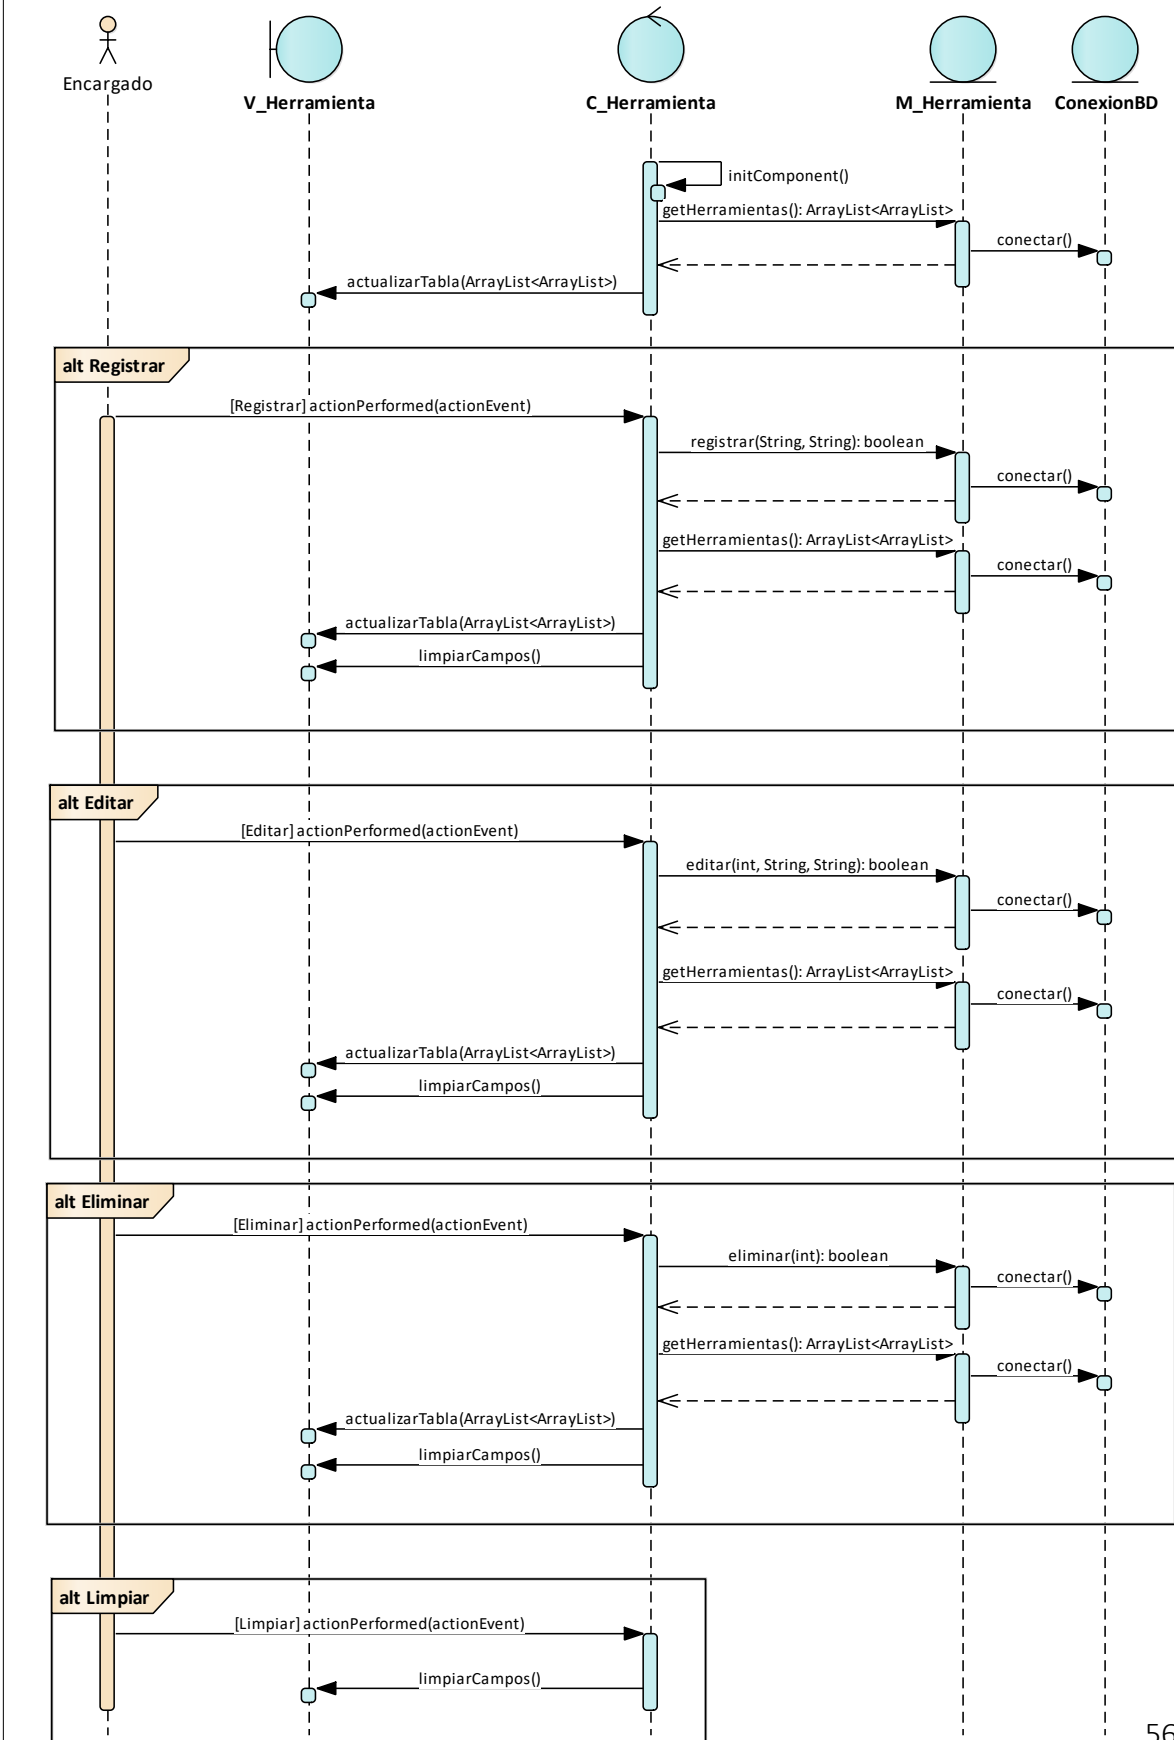 Encargado
V_Herramienta
C_Herramienta
M_Herramienta
ConexionBD
initComponent()
getHerramientas(): ArrayList<ArrayList>
conectar()
actualizarTabla(ArrayList<ArrayList>)
alt Registrar
[Registrar] actionPerformed(actionEvent)
registrar(String, String): boolean
conectar()
getHerramientas(): ArrayList<ArrayList>
conectar()
actualizarTabla(ArrayList<ArrayList>)
limpiarCampos()
alt Editar
[Editar] actionPerformed(actionEvent)
editar(int, String, String): boolean
conectar()
getHerramientas(): ArrayList<ArrayList>
conectar()
actualizarTabla(ArrayList<ArrayList>)
limpiarCampos()
alt Eliminar
[Eliminar] actionPerformed(actionEvent)
eliminar(int): boolean
conectar()
getHerramientas(): ArrayList<ArrayList>
conectar()
actualizarTabla(ArrayList<ArrayList>)
limpiarCampos()
alt Limpiar
[Limpiar] actionPerformed(actionEvent)
limpiarCampos()
56